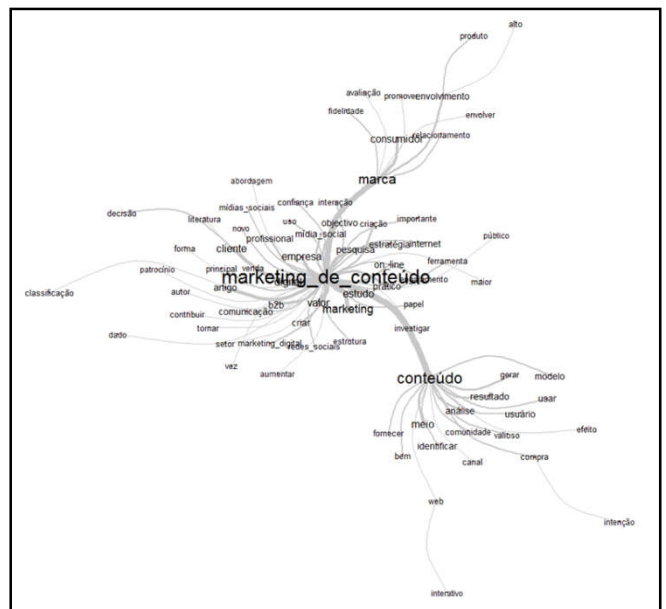 alto
produto
avaliação promover envolvimento
fidelidade
envolver
consumidor relacionamento
marca
abordagem
confiança interação
decisão literatura mídias_sociais
uso objectivo criação importante
novo
profissional mídia_social
público
forma cliente empresa pesquisa estratégia internet
patrocínio principal venda on-line ferramenta
marketing_de_conteúdo
classificação autor artigo digital prático maior
valor estudo
contribuir comunicação b2b marketing papel
tornar criar investigar
dado setor marketing_digital redes_sociais estrutura
vez aumentar
conteúdo gerar modelo
resultado usar
análise usuário
meio
fornecer comunidade valioso efeito
identificar
bem canal compra
web
intenção
interativo